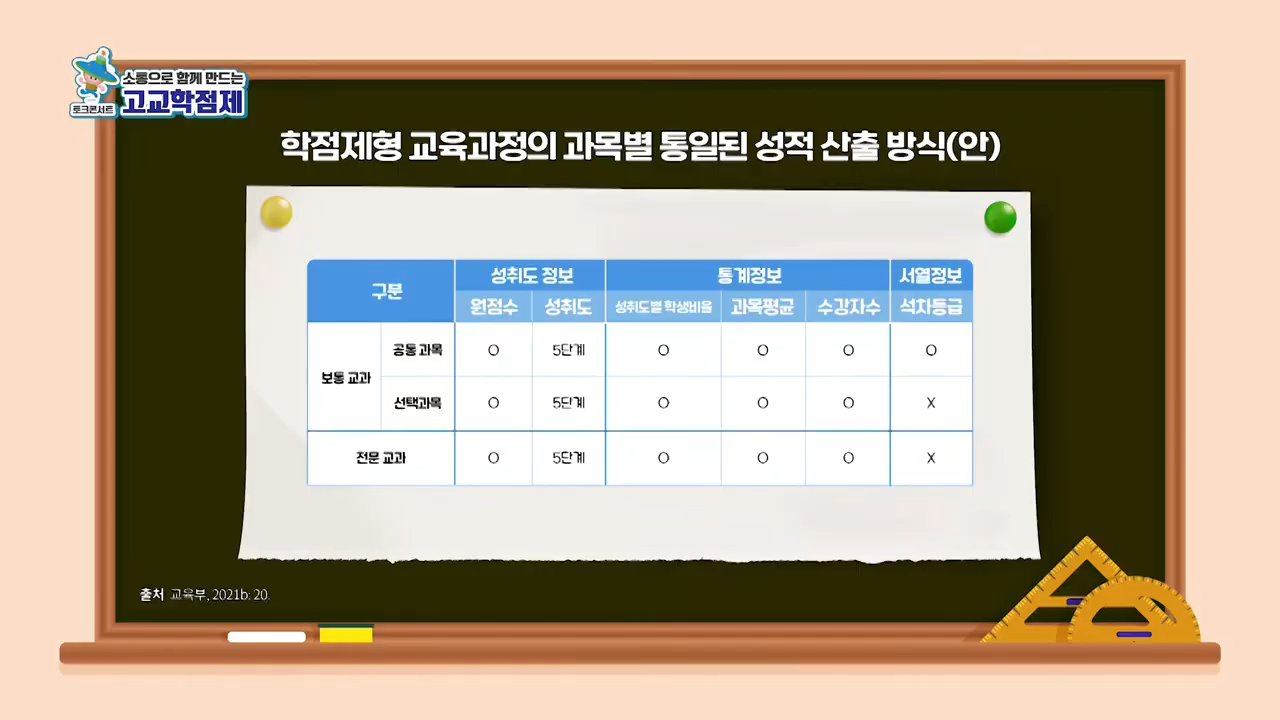 소통으로 함께 만드는
토크콘서트
고교학점제
학점제형 교육과정의 과목별 통일된 성적 산출 방식(안)
구분 성취도 정보 통계정보 서열정보
원점수 성취도 성취도별 학생비율 과목평균 수강자수 석차등급
보통 교과 공통 과목 O 5단계 O O O O
선택과목 O 5단계 O O O X
전문 교과 O 5단계 O O O X
출처 교육부, 2021b: 20.